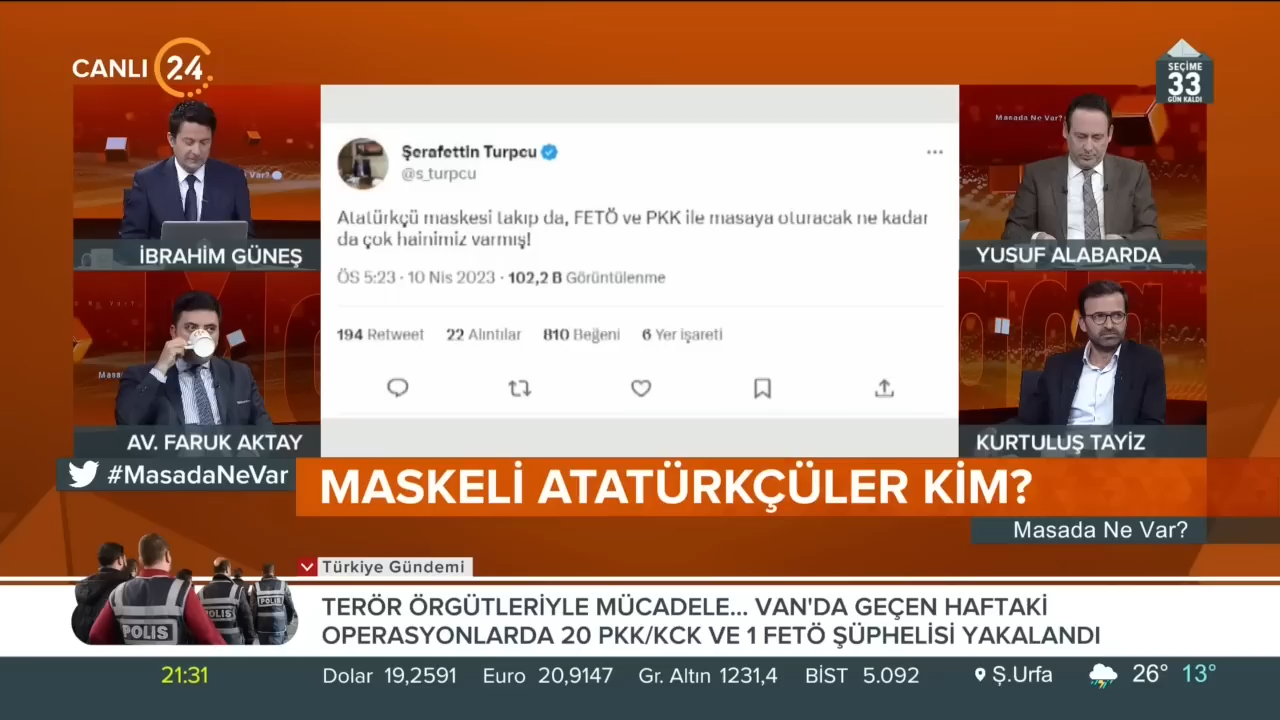 CANLI 24
SEÇİME
33
GÜN KALDI
Masada Ne Var?
Şerafettin Turpcu
@s_turpcu
Atatürkçü maskesi takıp da, FETÖ ve PKK ile masaya oturacak ne kadar
da çok hainimiz varmış!
ÖS 5:23 · 10 Nis 2023 · 102,2 B Görüntülenme
194 Retweet 22 Alıntılar 810 Beğeni 6 Yer işareti
İBRAHİM GÜNEŞ
YUSUF ALABARDA
AV. FARUK AKTAY
KURTULUŞ TAYİZ
#MasadaNeVar
MASKELİ ATATÜRKÇÜLER KİM?
Masada Ne Var?
Türkiye Gündemi
TERÖR ÖRGÜTLERİYLE MÜCADELE... VAN'DA GEÇEN HAFTAKİ
OPERASYONLARDA 20 PKK/KCK VE 1 FETÖ ŞÜPHELİSİ YAKALANDI
POLIS
POLIS
21:31 Dolar 19,2591 Euro 20,9147 Gr. Altın 1231,4 BİST 5.092 Ş.Urfa 26° 13°